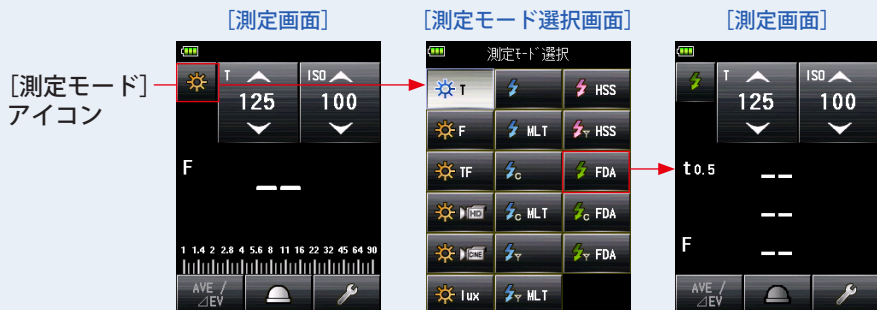 [測定画面]
[測定モード選択画面]
[測定画面]
[測定モード]
アイコン
T
125
ISO
100
F
1 1.4 2 2.8 4 5.6 8 11 16 22 32 45 64 90
AVE /
⊿EV
測定ﾓｰﾄﾞ選択
T
HSS
F
MLT
HSS
TF
C
FDA
HD
C MLT
C FDA
CINE
FDA
lux
MLT
T
125
ISO
100
t0.5
F
AVE /
⊿EV